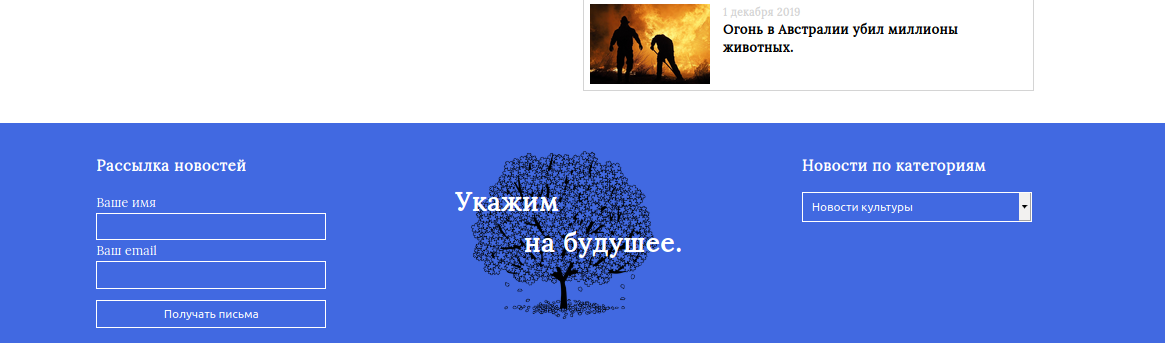 1 декабря 2019
Огонь в Австралии убил миллионы
животных.
Рассылка новостей
Ваше имя
Ваш email
Получать письма
Укажим
на будушее.
Новости по категориям
Новости культуры